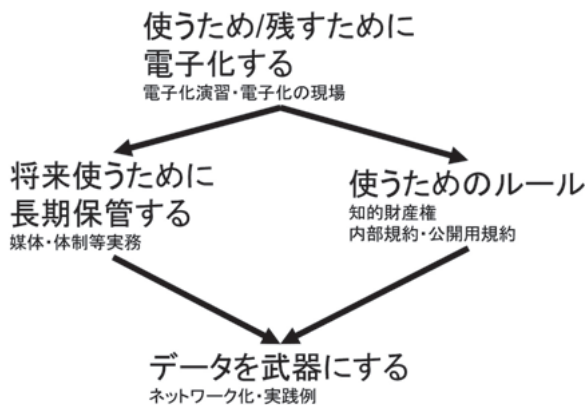 使うため/残すために
電子化する
電子化演習・電子化の現場
将来使うために
長期保管する
媒体・体制等実務
使うためのルール
知的財産権
内部規約・公開用規約
データを武器にする
ネットワーク化・実践例